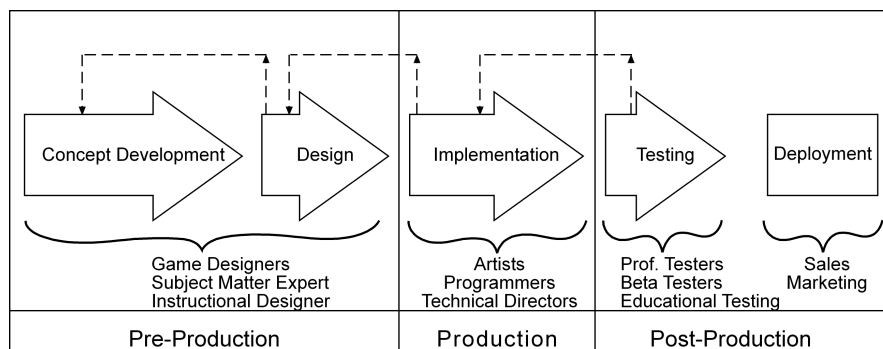 Concept Development
Design
Implementation
Testing
Deployment
Game Designers
Subject Matter Expert
Instructional Designer
Artists
Programmers
Technical Directors
Prof. Testers
Beta Testers
Educational Testing
Sales
Marketing
Pre-Production
Production
Post-Production